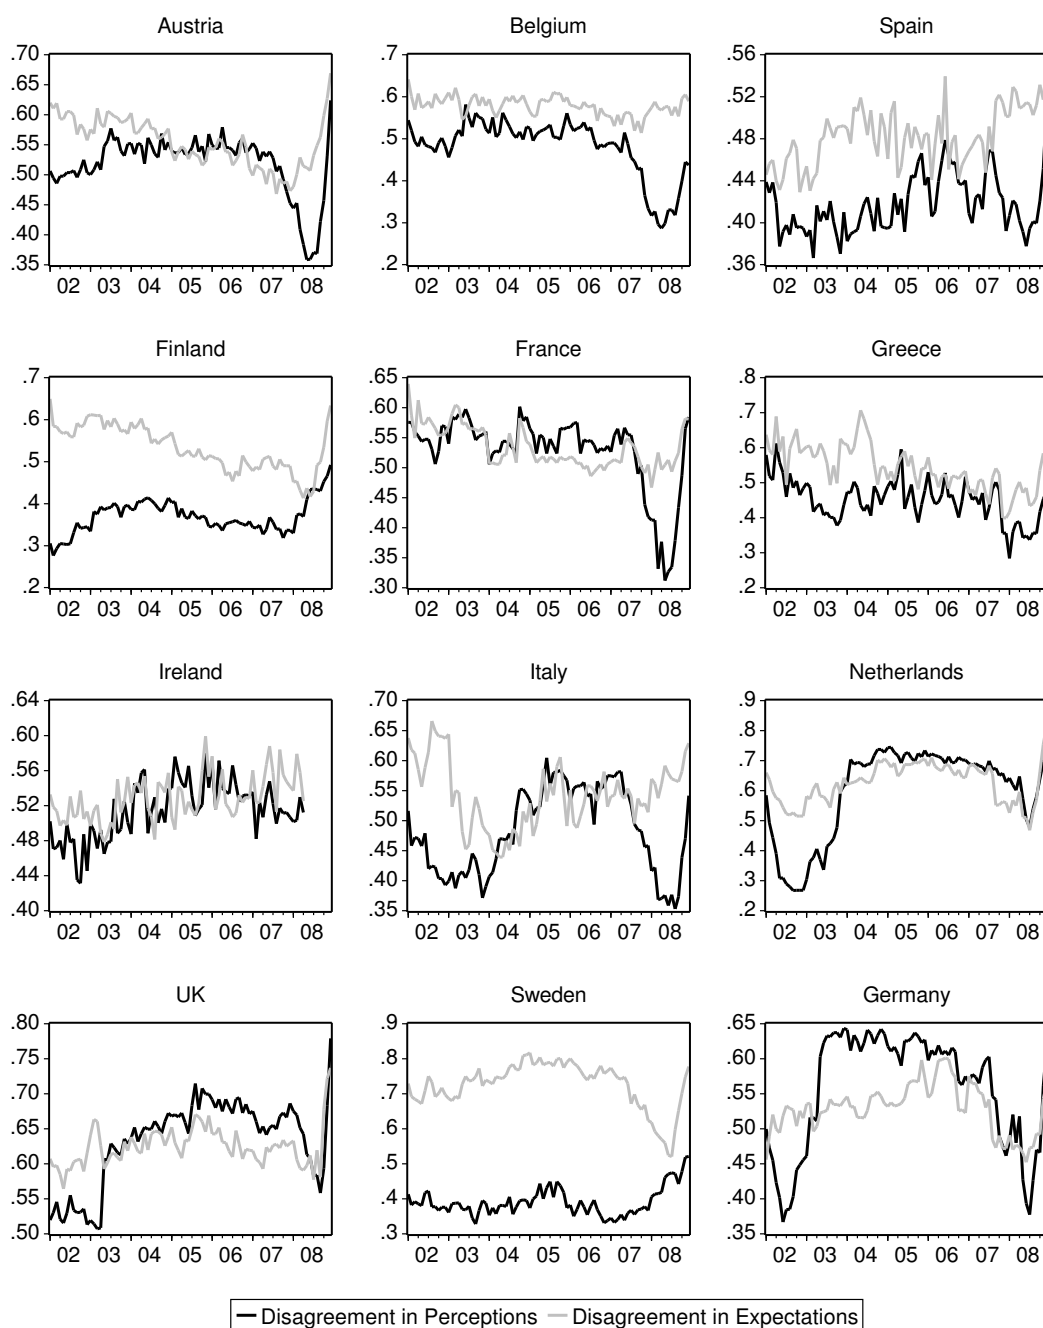 Austria Belgium Spain
.70 .7 .56
.65
.60 .6 .52
.55 .5 .48
.50
.45 .4 .44
.40 .3 .40
.35 .2 .36
02 03 04 05 06 07 08 02 03 04 05 06 07 08 02 03 04 05 06 07 08
Finland France Greece
.7 .65 .8
.6 .60 .7
.55 .6
.5 .50 .5
.4 .45 .4
.3 .40 .3
.35
.2 .30 .2
02 03 04 05 06 07 08 02 03 04 05 06 07 08 02 03 04 05 06 07 08
Ireland Italy Netherlands
.64 .70 .9
.60 .65 .8
.56 .60 .7
.55 .6
.52 .50 .5
.48 .45 .4
.44 .40 .3
.40 .35 .2
02 03 04 05 06 07 08 02 03 04 05 06 07 08 02 03 04 05 06 07 08
UK Sweden Germany
.80 .9 .65
.75 .8 .60
.70 .7 .55
.65 .6 .50
.60 .5 .45
.55 .4 .40
.50 .3 .35
02 03 04 05 06 07 08 02 03 04 05 06 07 08 02 03 04 05 06 07 08
Disagreement in Perceptions Disagreement in Expectations